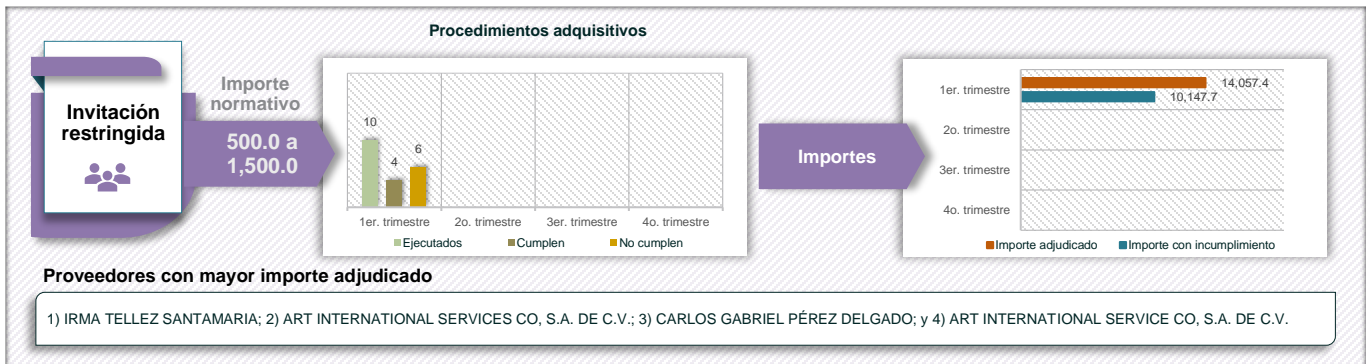 Procedimientos adquisitivos
Invitación
restringida
Importe
normativo
500.0 a
1,500.0
10
4
6
1er. trimestre
2o. trimestre
3er. trimestre
4o. trimestre
Ejecutados
Cumplen
No cumplen
Importes
1er. trimestre
14,057.4
10,147.7
2o. trimestre
3er. trimestre
4o. trimestre
Importe adjudicado
Importe con incumplimiento
Proveedores con mayor importe adjudicado
1) IRMA TELLEZ SANTAMARIA; 2) ART INTERNATIONAL SERVICES CO, S.A. DE C.V.; 3) CARLOS GABRIEL PÉREZ DELGADO; y 4) ART INTERNATIONAL SERVICE CO, S.A. DE C.V.